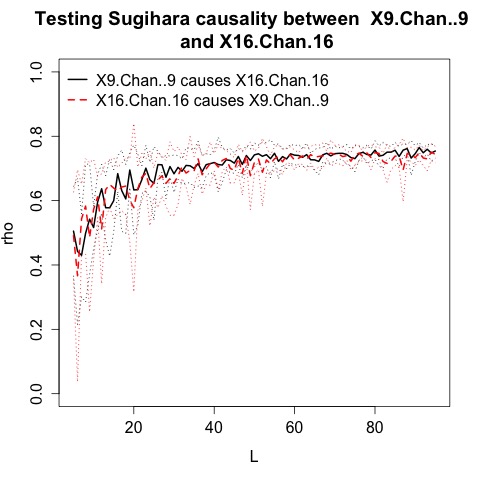 Testing Sugihara causality between  X9.Chan..9
and X16.Chan.16
X9.Chan..9 causes X16.Chan.16
X16.Chan.16 causes X9.Chan..9
1.0
0.8
0.6
0.4
0.2
0.0
rho
20
40
60
80
L